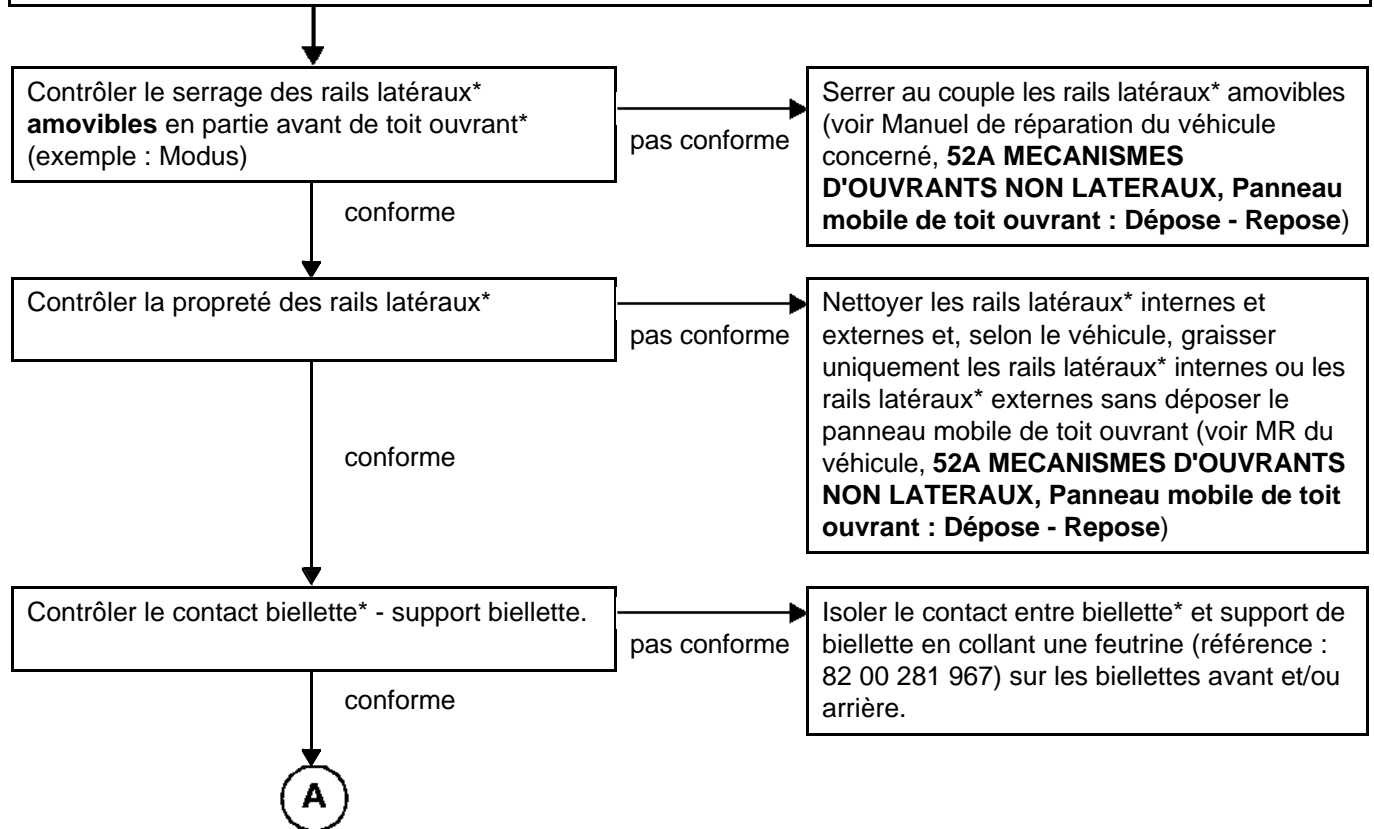 Contrôler le serrage des rails latéraux*
amovibles en partie avant de toit ouvrant*
(exemple : Modus)
pas conforme
Serrer au couple les rails latéraux* amovibles
(voir Manuel de réparation du véhicule
concerné, 52A MECANISMES
D'OUVRANTS NON LATERAUX, Panneau
mobile de toit ouvrant : Dépose - Repose)
conforme
Contrôler la propreté des rails latéraux*
pas conforme
Nettoyer les rails latéraux* internes et
externes et, selon le véhicule, graisser
uniquement les rails latéraux* internes ou les
rails latéraux* externes sans déposer le
panneau mobile de toit ouvrant (voir MR du
véhicule, 52A MECANISMES D'OUVRANTS
NON LATERAUX, Panneau mobile de toit
ouvrant : Dépose - Repose)
conforme
Contrôler le contact biellette* - support biellette.
pas conforme
Isoler le contact entre biellette* et support de
biellette en collant une feutrine (référence :
82 00 281 967) sur les biellettes avant et/ou
arrière.
conforme
A